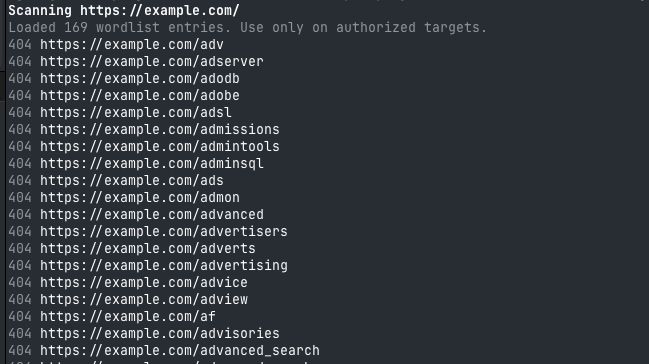 Scanning https://example.com/
Loaded 169 wordlist entries. Use only on authorized targets.
404 https://example.com/adv
404 https://example.com/adserver
404 https://example.com/adodb
404 https://example.com/adobe
404 https://example.com/adsl
404 https://example.com/admissions
404 https://example.com/admintools
404 https://example.com/adminsql
404 https://example.com/ads
404 https://example.com/admon
404 https://example.com/advanced
404 https://example.com/advertisers
404 https://example.com/adverts
404 https://example.com/advertising
404 https://example.com/advice
404 https://example.com/adview
404 https://example.com/af
404 https://example.com/advisories
404 https://example.com/advanced_search